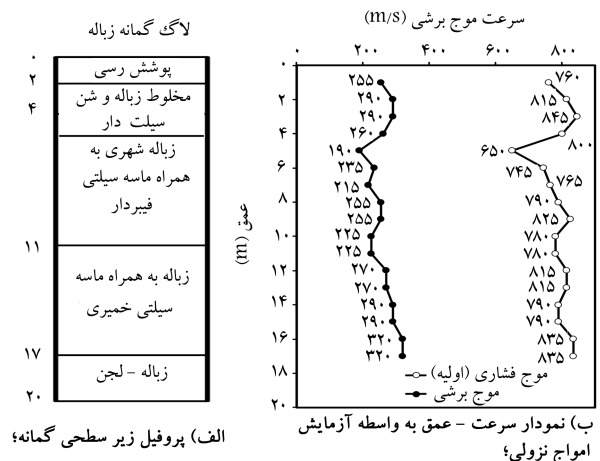 لاگ گمانه زباله
۰
۲
۴
۱۱
۱۷
۲۰
پوشش رسی
مخلوط زباله و شن
سیلت دار
زباله شهری به
همراه ماسه سیلتی
فیبردار
زباله به همراه ماسه
سیلتی خمیری
زباله - لجن
الف) پروفیل زیر سطحی گمانه؛
سرعت موج برشی (m/s)
۰ ۲۰۰ ۴۰۰ ۶۰۰ ۸۰۰
عمق (m)
۰
۲
۴
۶
۸
۱۰
۱۲
۱۴
۱۶
۱۸
۲۰
۲۵۵
۲۹۰
۲۹۰
۲۶۰
۱۹۰
۲۳۵
۲۱۵
۲۵۵
۲۵۵
۲۲۵
۲۲۵
۲۷۰
۲۷۰
۲۹۰
۲۹۰
۳۲۰
۳۲۰
۷۶۰
۸۱۵
۸۴۵
۸۰۰
۶۵۰
۷۴۵
۷۶۵
۷۹۰
۸۲۵
۷۸۰
۷۸۰
۸۱۵
۸۱۵
۷۹۰
۷۹۰
۸۳۵
۸۳۵
موج فشاری (اولیه)
موج برشی
ب) نمودار سرعت - عمق به واسطه آزمایش
امواج نزولی؛